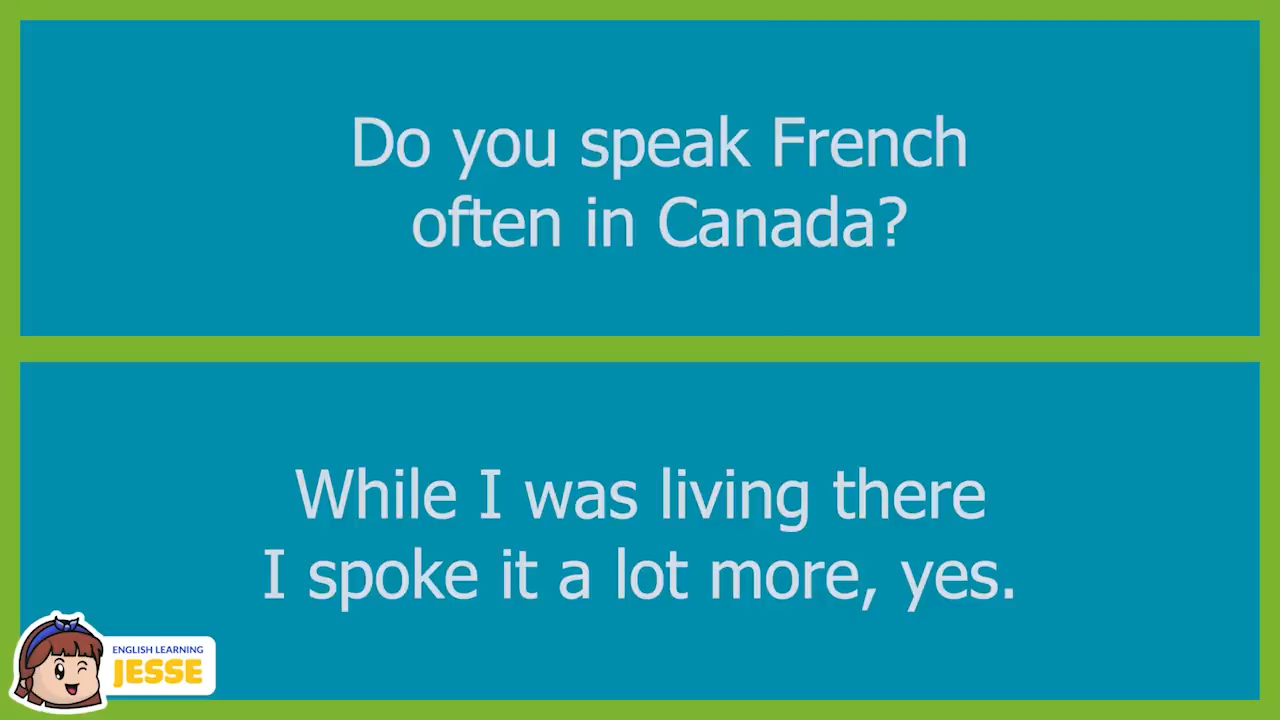 Do you speak French
often in Canada?
While I was living there
I spoke it a lot more, yes.
ENGLISH LEARNING
JESSE